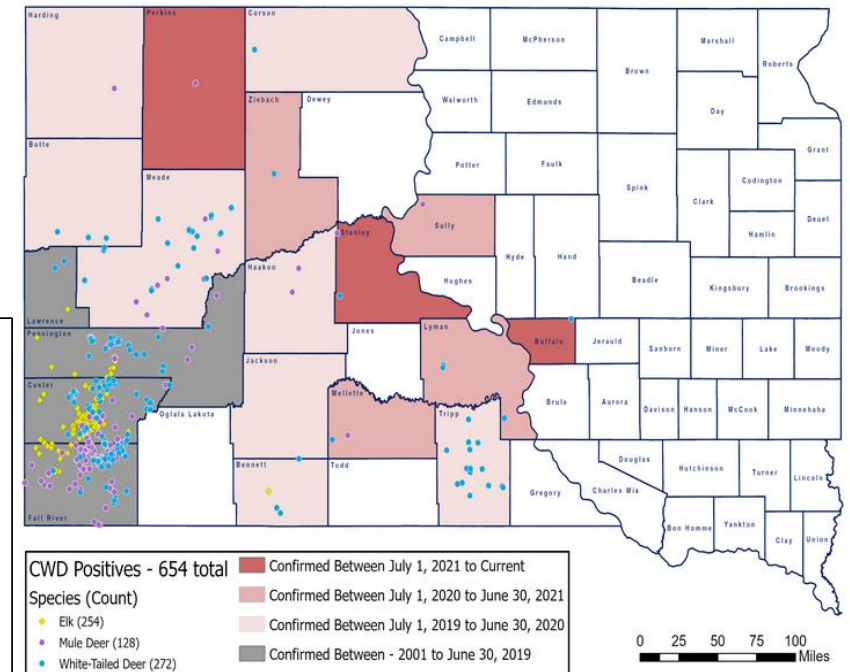 Harding
Perkins
Corson
Campbell
McPherson
Marshall
Roberts
Brown
Ziebach
Dewey
Walworth
Edmunds
Day
Butte
Grant
Meade
Potter
Faulk
Codington
Spink
Clark
Deuel
Hamlin
Stanley
Sully
Hyde
Hand
Haakon
Hughes
Beadle
Kingsbury
Brookings
Lawrence
Pennington
Jones
Lyman
Buffalo
Jerauld
Sanborn
Miner
Lake
Moody
Jackson
Custer
Mellette
Oglala Lakota
Tripp
Brule
Aurora
Davison
Hanson
McCook
Minnehaha
Bennett
Todd
Gregory
Douglas
Charles Mix
Hutchinson
Turner
Lincoln
Fall River
Bon Homme
Yankton
Clay
Union
CWD Positives - 654 total
Species (Count)
Elk (254)
Mule Deer (128)
White-Tailed Deer (272)
Confirmed Between July 1, 2021 to Current
Confirmed Between July 1, 2020 to June 30, 2021
Confirmed Between July 1, 2019 to June 30, 2020
Confirmed Between - 2001 to June 30, 2019
0 25 50 75 100
Miles